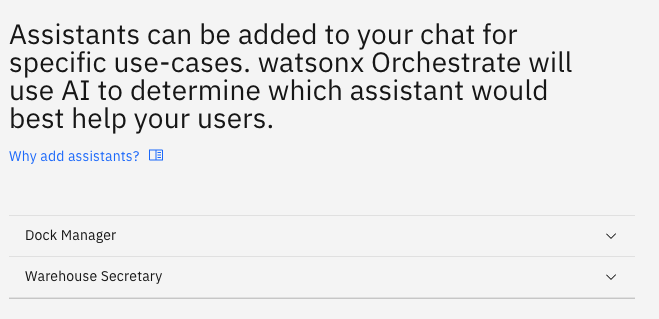 Assistants can be added to your chat for
specific use-cases. watsonx Orchestrate will
use AI to determine which assistant would
best help your users.
Why add assistants?
Dock Manager
Warehouse Secretary